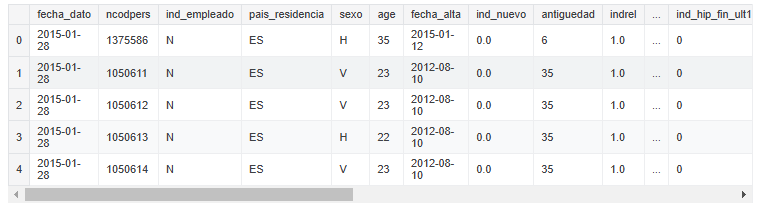 fecha_dato ncodpers ind_empleado pais_residencia sexo age fecha_alta ind_nuevo antiguedad indrel ... ind_hip_fin_ult1
0 2015-01-28 1375586 N ES H 35 2015-01-12 0.0 6 1.0 ... 0
1 2015-01-28 1050611 N ES V 23 2012-08-10 0.0 35 1.0 ... 0
2 2015-01-28 1050612 N ES V 23 2012-08-10 0.0 35 1.0 ... 0
3 2015-01-28 1050613 N ES H 22 2012-08-10 0.0 35 1.0 ... 0
4 2015-01-28 1050614 N ES V 23 2012-08-10 0.0 35 1.0 ... 0